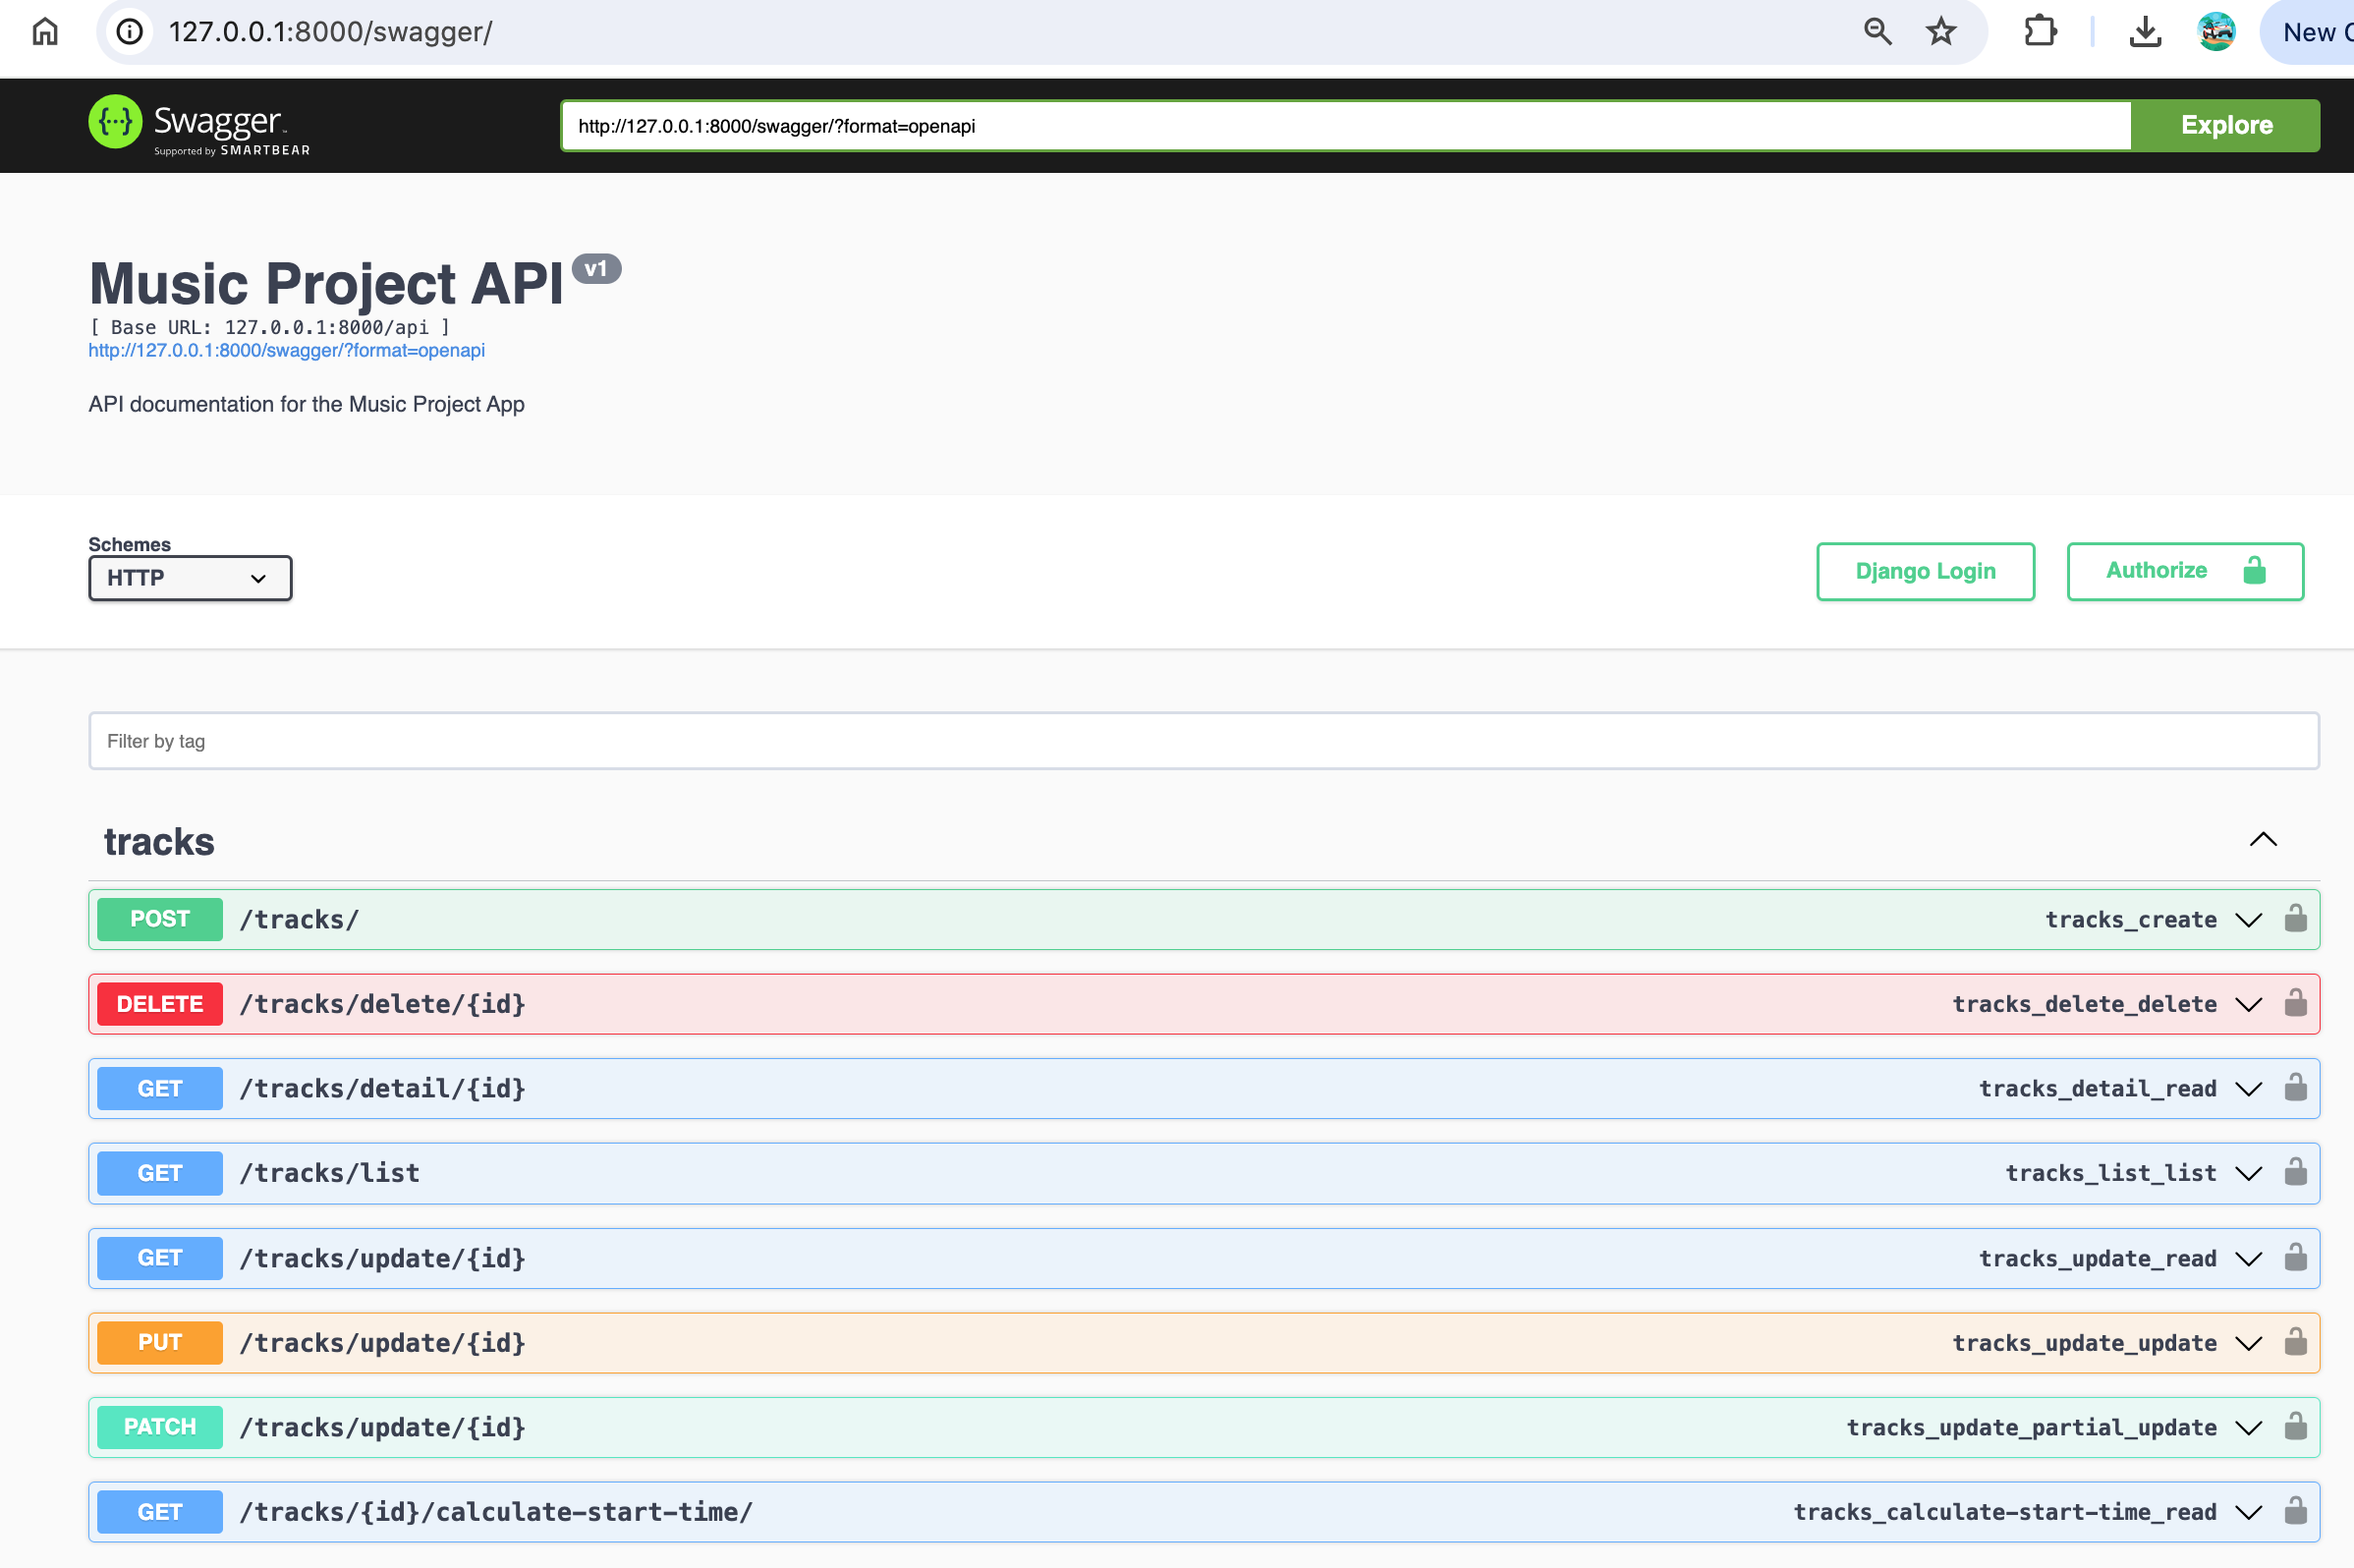 127.0.0.1:8000/swagger/
New C
{···} Swagger™
Supported by SMARTBEAR
http://127.0.0.1:8000/swagger/?format=openapi
Explore
Music Project API v1
[ Base URL: 127.0.0.1:8000/api ]
http://127.0.0.1:8000/swagger/?format=openapi
API documentation for the Music Project App
Schemes
HTTP
Django Login
Authorize
Filter by tag
tracks
POST /tracks/ tracks_create
DELETE /tracks/delete/{id} tracks_delete_delete
GET /tracks/detail/{id} tracks_detail_read
GET /tracks/list tracks_list_list
GET /tracks/update/{id} tracks_update_read
PUT /tracks/update/{id} tracks_update_update
PATCH /tracks/update/{id} tracks_update_partial_update
GET /tracks/{id}/calculate-start-time/ tracks_calculate-start-time_read